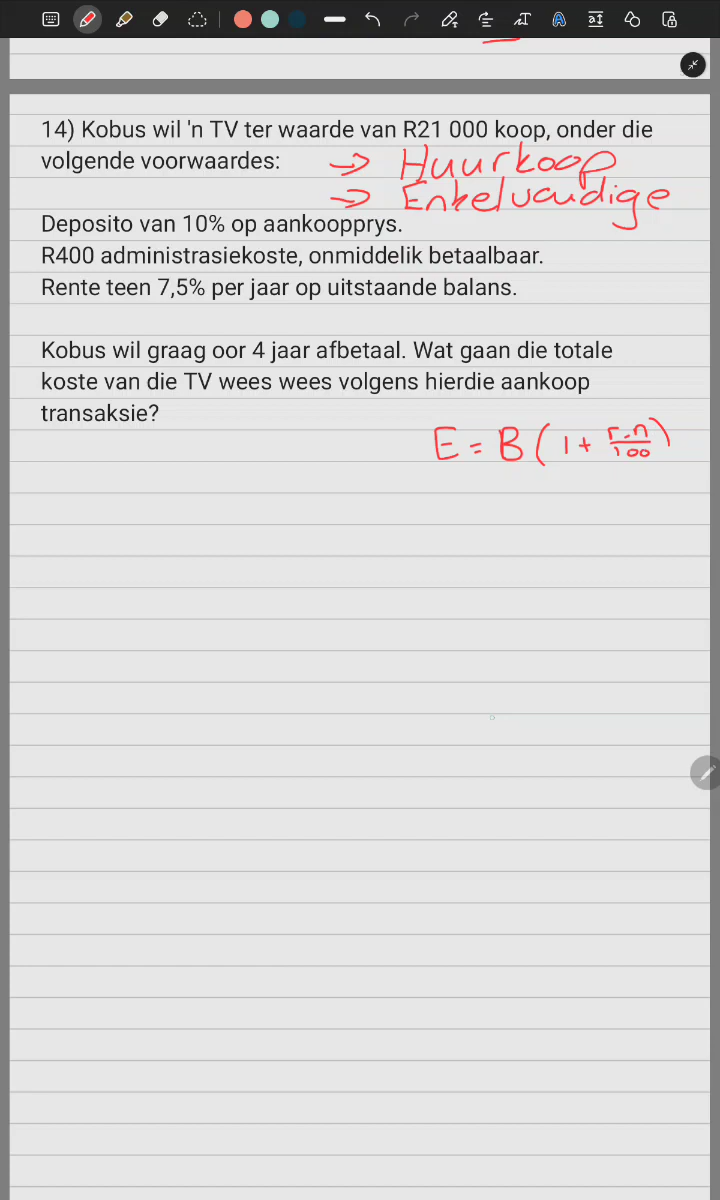 14) Kobus wil 'n TV ter waarde van R21 000 koop, onder die
volgende voorwaardes:
→ Huurkoop
→ Enkelvoudige
Deposito van 10% op aankoopprys.
R400 administrasiekoste, onmiddelik betaalbaar.
Rente teen 7,5% per jaar op uitstaande balans.
Kobus wil graag oor 4 jaar afbetaal. Wat gaan die totale
koste van die TV wees wees volgens hierdie aankoop
transaksie?
E = B ( 1 + r.n/100 )